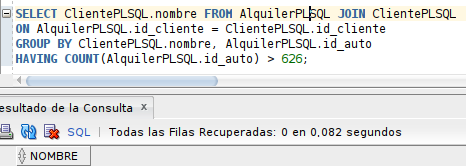 SELECT ClientePLSQL.nombre FROM AlquilerPLSQL JOIN ClientePLSQL
ON AlquilerPLSQL.id_cliente = ClientePLSQL.id_cliente
GROUP BY ClientePLSQL.nombre, AlquilerPLSQL.id_auto
HAVING COUNT(AlquilerPLSQL.id_auto) > 626;
esultado de la Consulta x
SQL | Todas las Filas Recuperadas: 0 en 0,082 segundos
NOMBRE